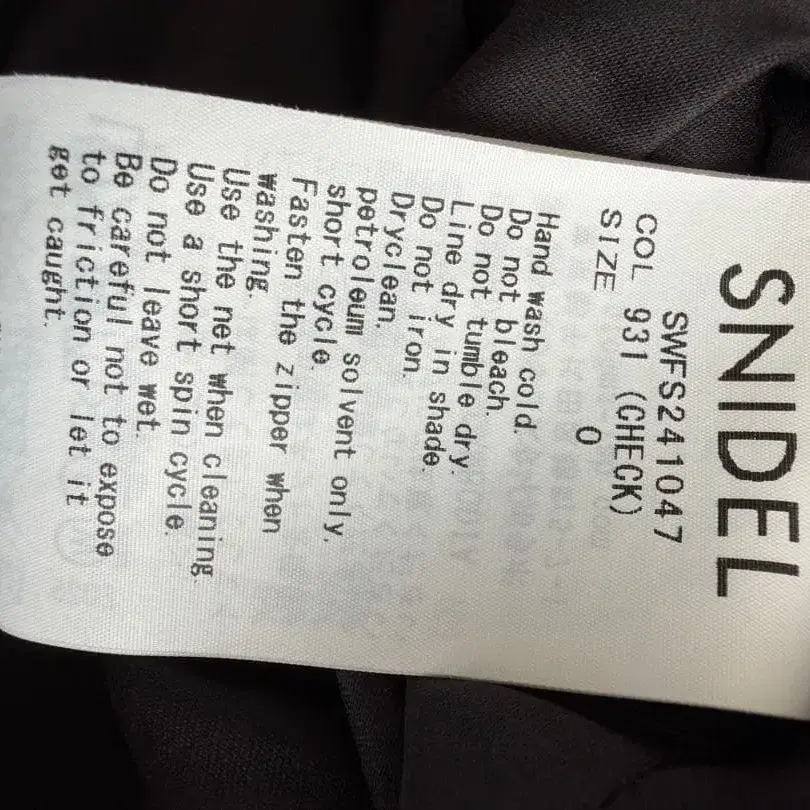 SNIDEL
SWFS241047
COL 931 (CHECK)
SIZE 0
Hand wash cold.
Do not bleach.
Do not tumble dry.
Line dry in shade.
Do not iron.
Dryclean.
petroleum solvent only.
short cycle.
Fasten the zipper when
washing.
Use the net when cleaning.
Use a short spin cycle.
Do not leave wet.
Be careful not to expose
to friction or let it
get caught.